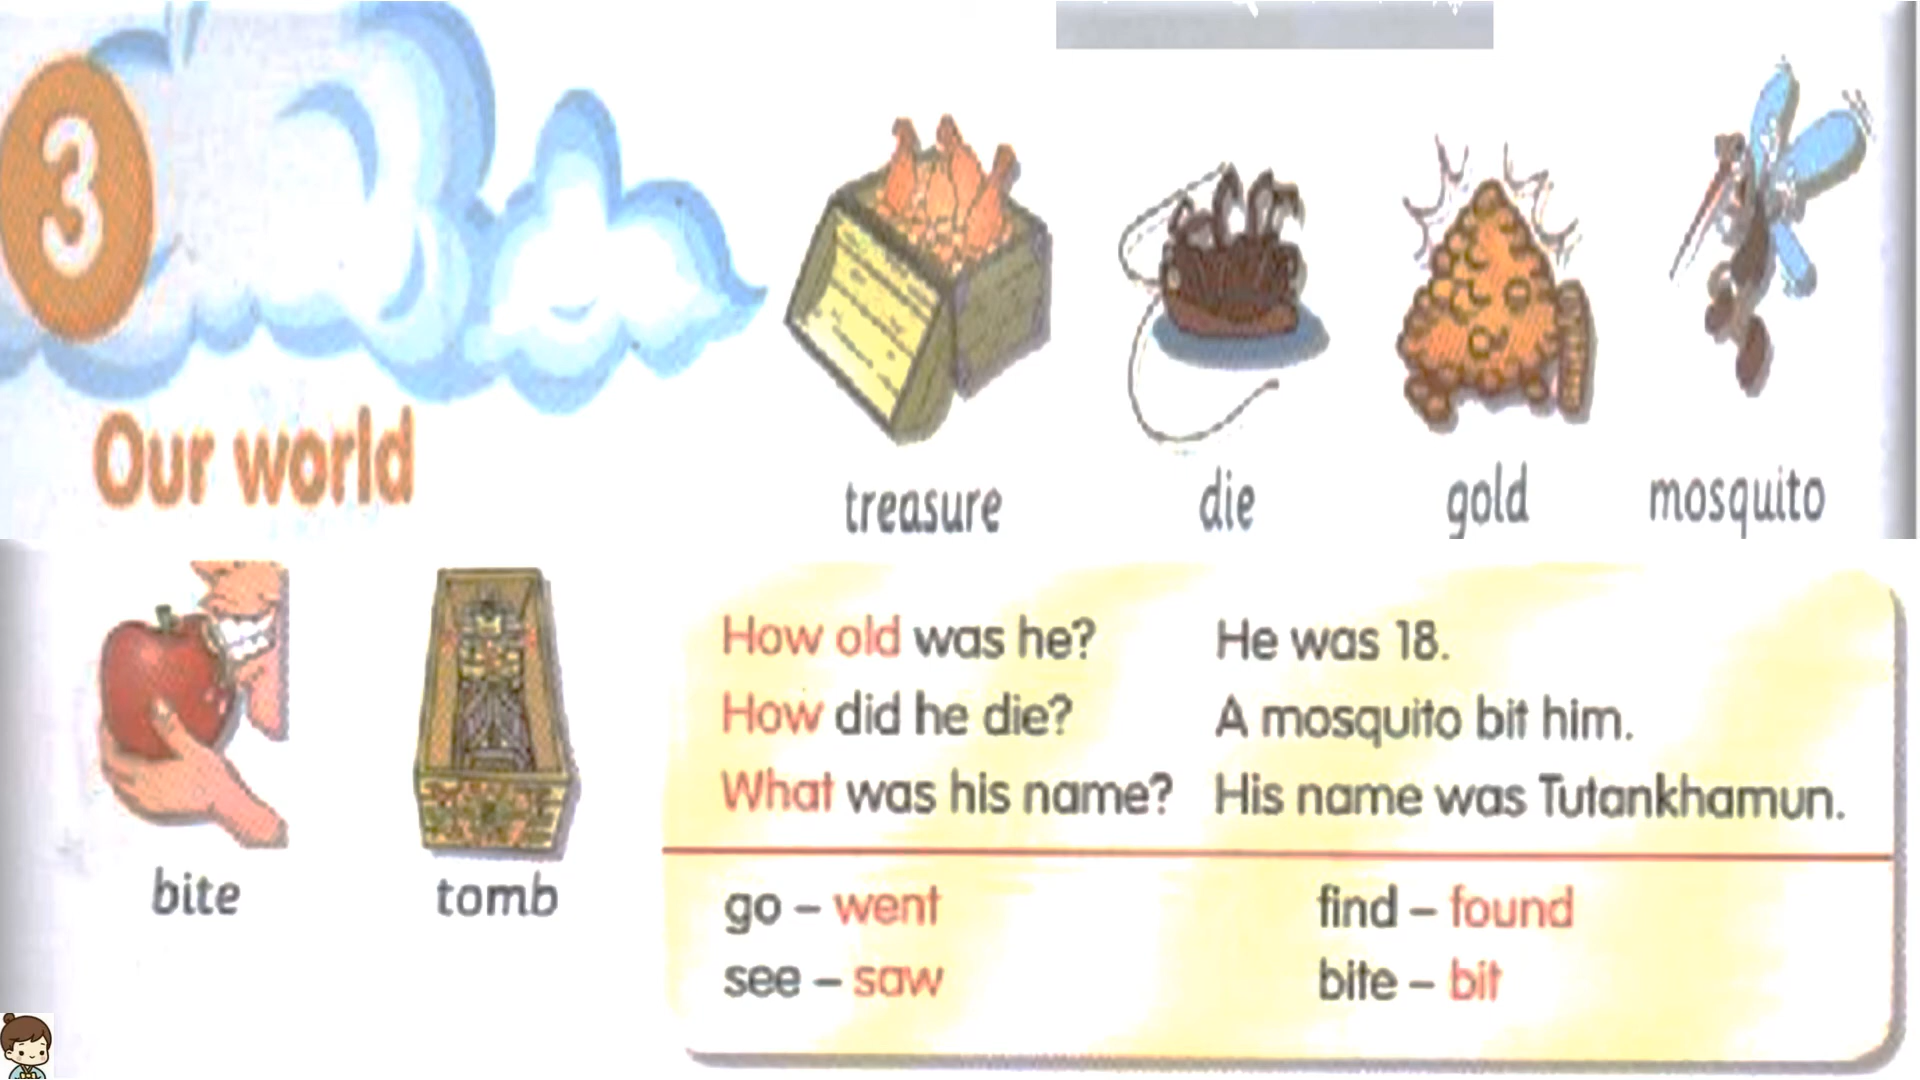 3
Our world
treasure
die
gold
mosquito
bite
tomb
How old was he? He was 18.
How did he die? A mosquito bit him.
What was his name? His name was Tutankhamun.
go – went find – found
see – saw bite – bit